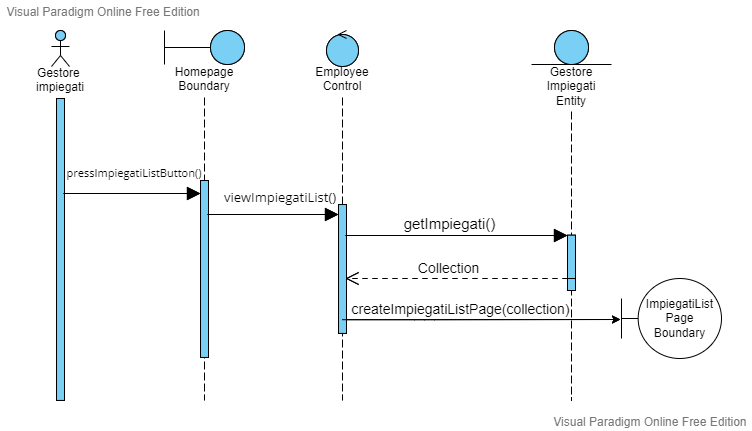 Visual Paradigm Online Free Edition
Gestore
impiegati
Homepage
Boundary
Employee
Control
Gestore
Impiegati
Entity
pressImpiegatiListButton()
viewImpiegatiList()
getImpiegati()
Collection
createImpiegatiListPage(collection)
ImpiegatiList
Page
Boundary
Visual Paradigm Online Free Edition